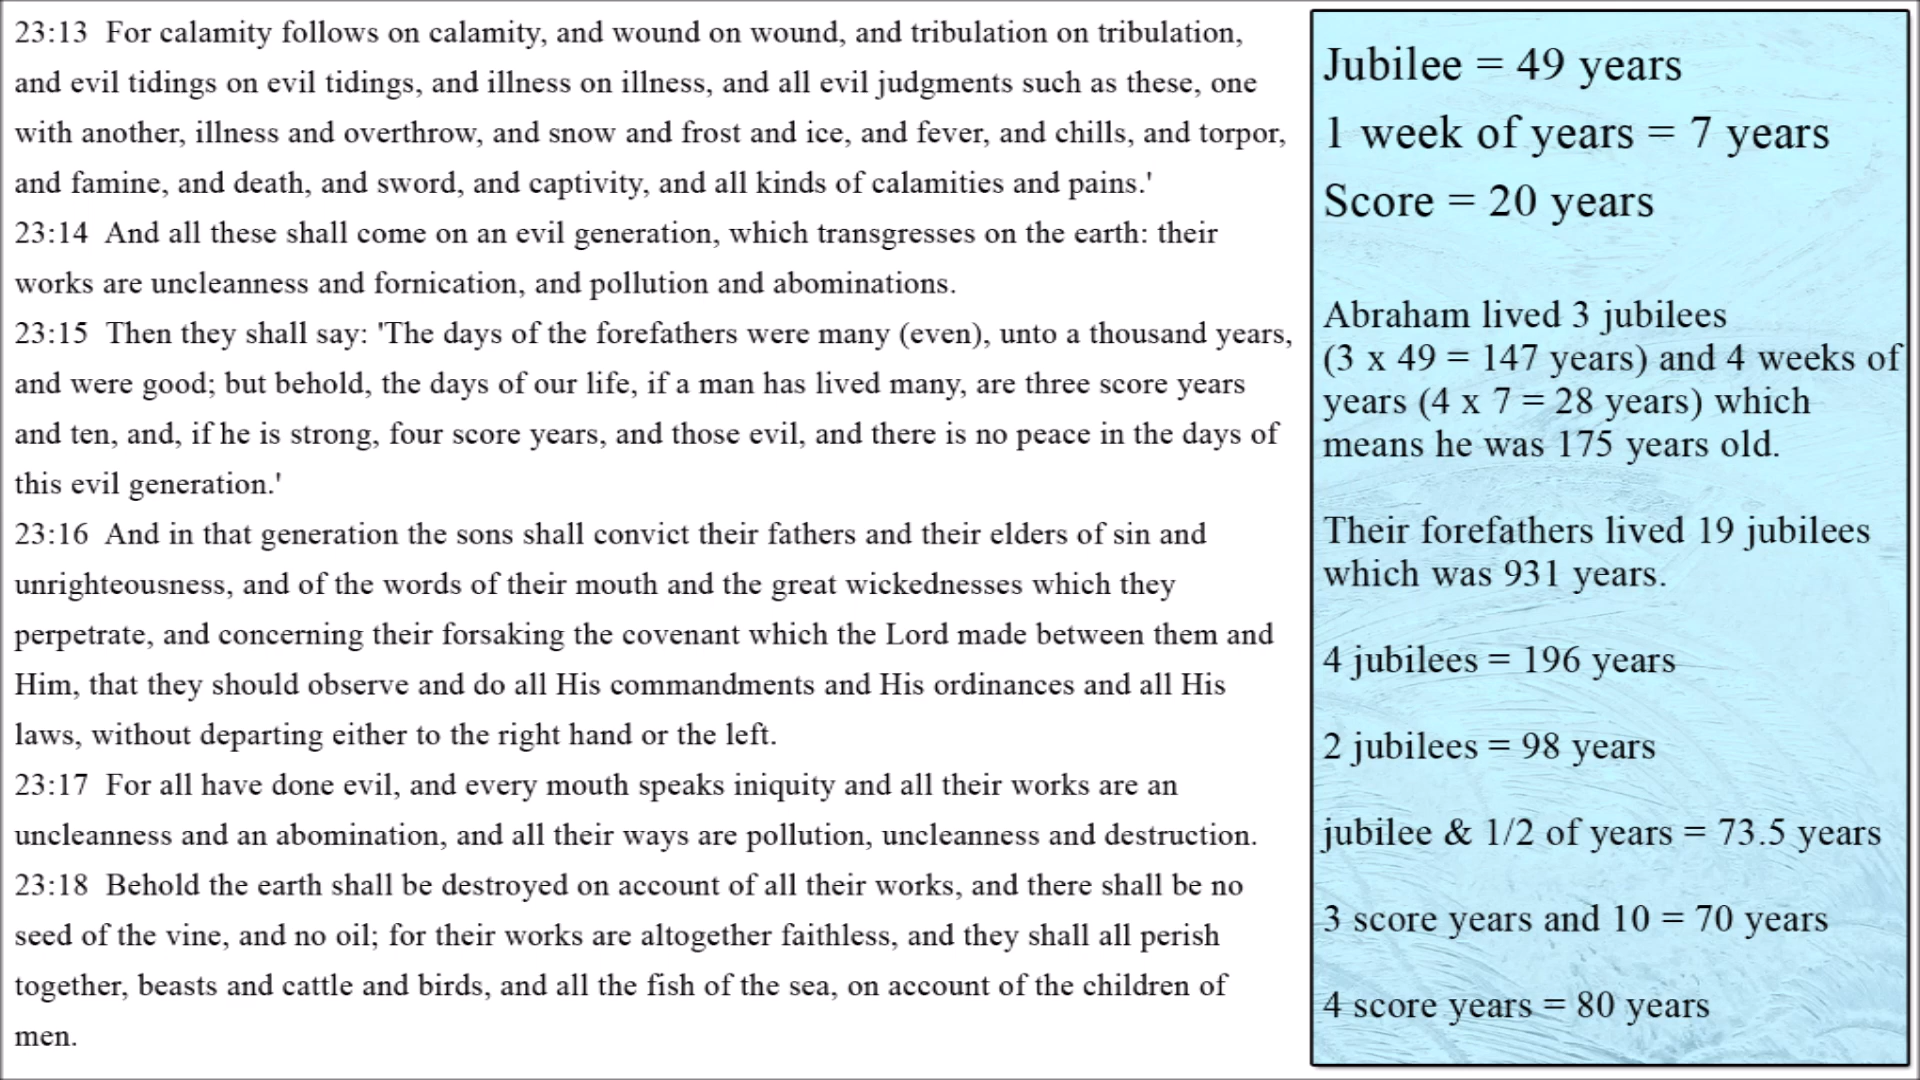 23:13  For calamity follows on calamity, and wound on wound, and tribulation on tribulation,
and evil tidings on evil tidings, and illness on illness, and all evil judgments such as these, one
with another, illness and overthrow, and snow and frost and ice, and fever, and chills, and torpor,
and famine, and death, and sword, and captivity, and all kinds of calamities and pains.'
23:14  And all these shall come on an evil generation, which transgresses on the earth: their
works are uncleanness and fornication, and pollution and abominations.
23:15  Then they shall say: 'The days of the forefathers were many (even), unto a thousand years,
and were good; but behold, the days of our life, if a man has lived many, are three score years
and ten, and, if he is strong, four score years, and those evil, and there is no peace in the days of
this evil generation.'
23:16  And in that generation the sons shall convict their fathers and their elders of sin and
unrighteousness, and of the words of their mouth and the great wickednesses which they
perpetrate, and concerning their forsaking the covenant which the Lord made between them and
Him, that they should observe and do all His commandments and His ordinances and all His
laws, without departing either to the right hand or the left.
23:17  For all have done evil, and every mouth speaks iniquity and all their works are an
uncleanness and an abomination, and all their ways are pollution, uncleanness and destruction.
23:18  Behold the earth shall be destroyed on account of all their works, and there shall be no
seed of the vine, and no oil; for their works are altogether faithless, and they shall all perish
together, beasts and cattle and birds, and all the fish of the sea, on account of the children of
men.
Jubilee = 49 years
1 week of years = 7 years
Score = 20 years
Abraham lived 3 jubilees
(3 x 49 = 147 years) and 4 weeks of
years (4 x 7 = 28 years) which
means he was 175 years old.
Their forefathers lived 19 jubilees
which was 931 years.
4 jubilees = 196 years
2 jubilees = 98 years
jubilee & 1/2 of years = 73.5 years
3 score years and 10 = 70 years
4 score years = 80 years